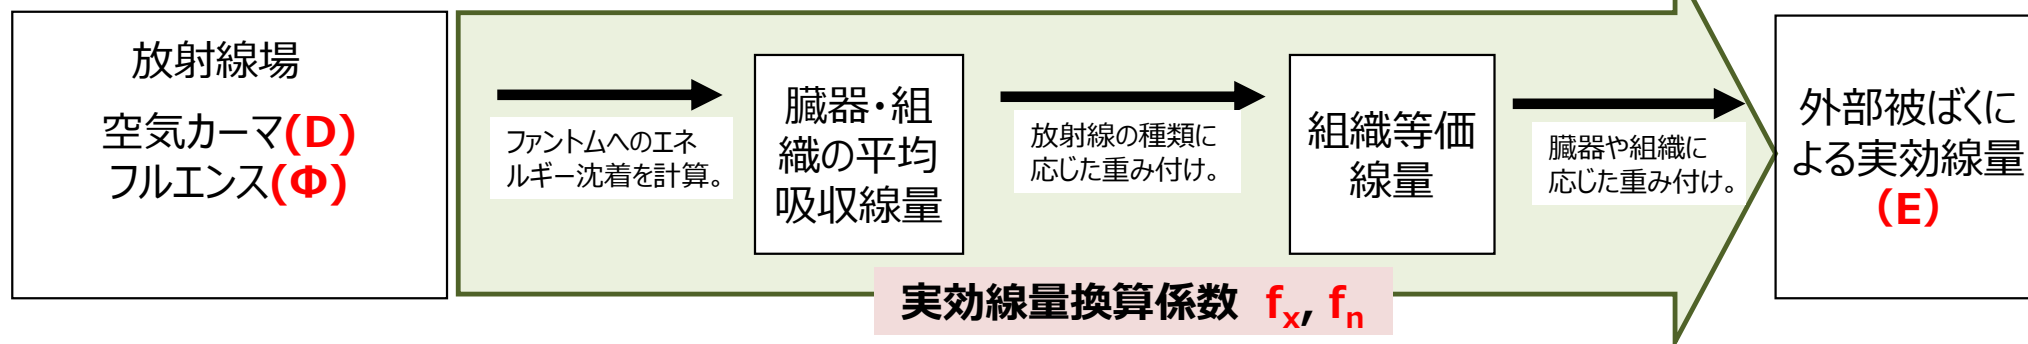 放射線場
空気カーマ(D)
フルエンス(Φ)
ファントムへのエネ
ルギー沈着を計算。
臓器・組
織の平均
吸収線量
放射線の種類に
応じた重み付け。
組織等価
線量
臓器や組織に
応じた重み付け。
外部被ばくに
よる実効線量
（E）
実効線量換算係数 fx, fn